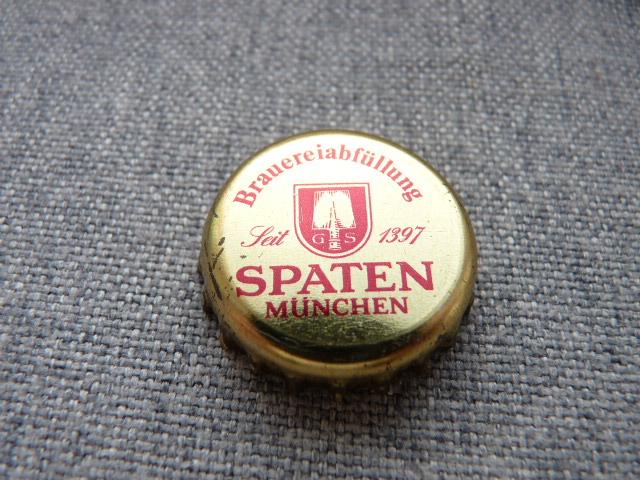 Brauereiabfüllung
Seit 1397
G S
SPATEN
MÜNCHEN